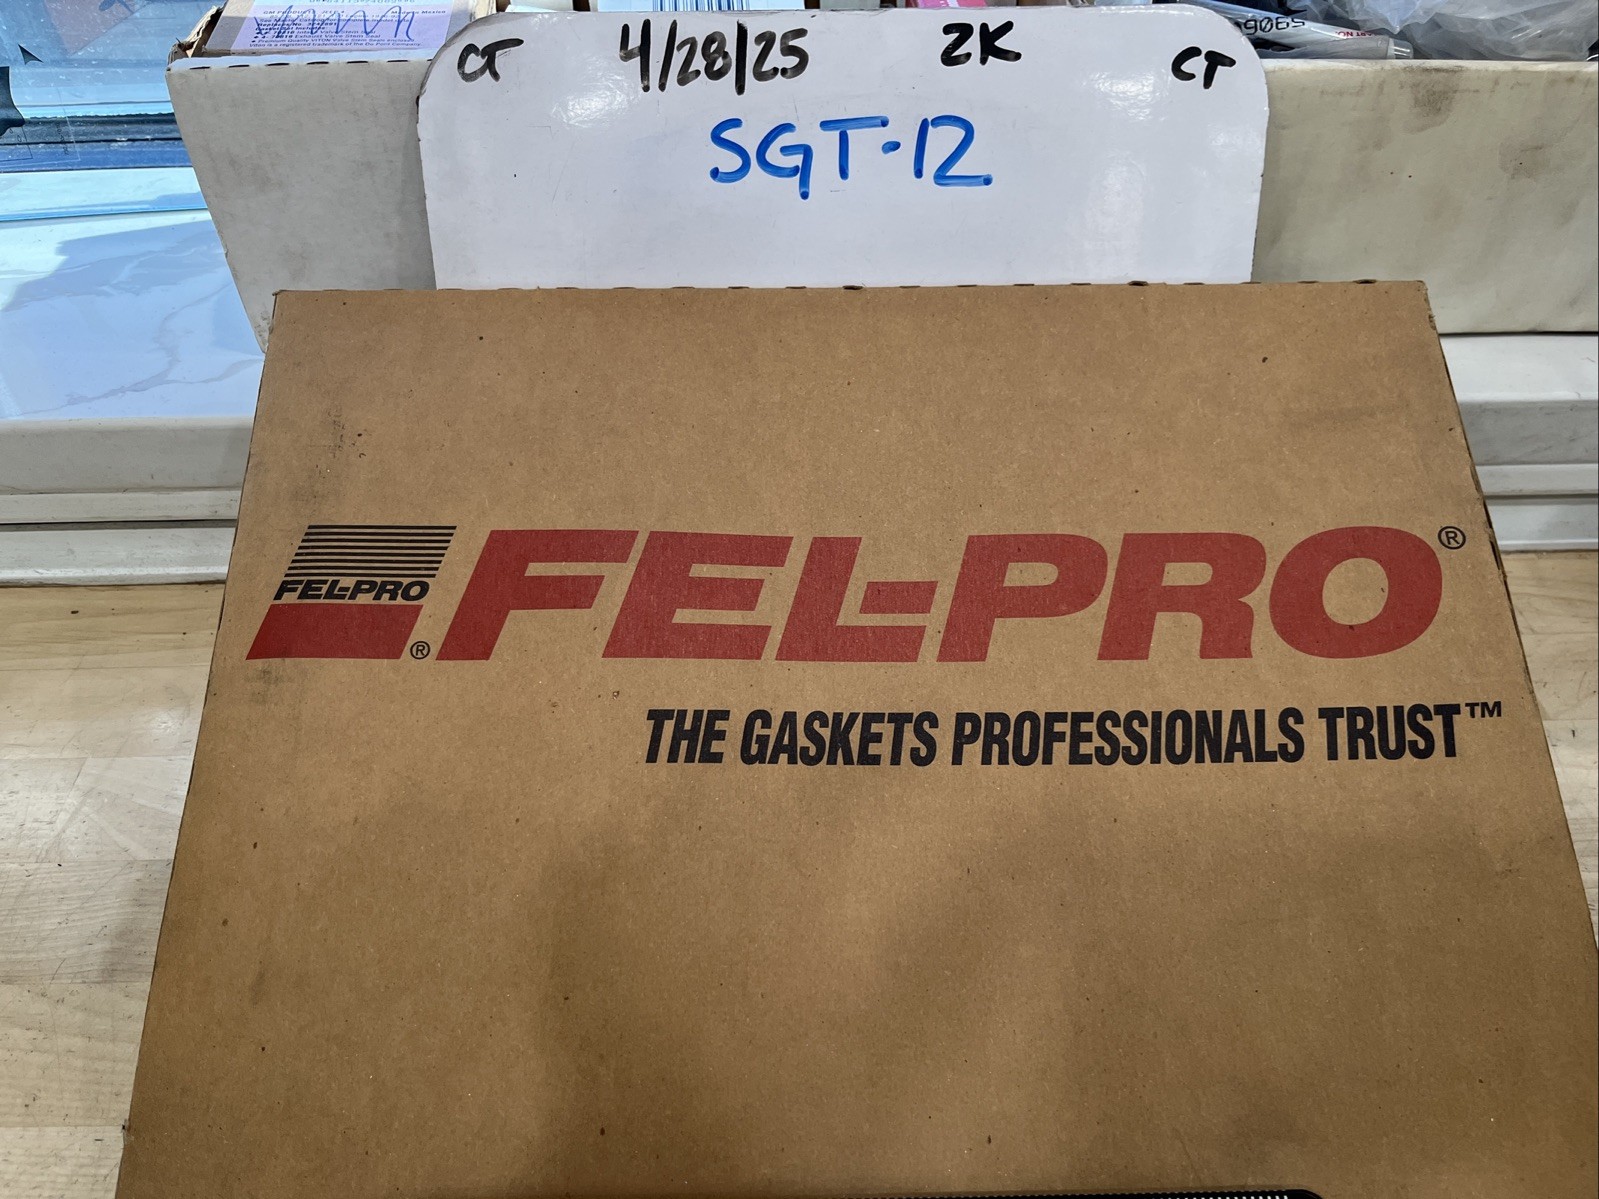 CT 4/28/25 2K CT
SGT-12
FEL-PRO ®
FEL-PRO®
THE GASKETS PROFESSIONALS TRUST™